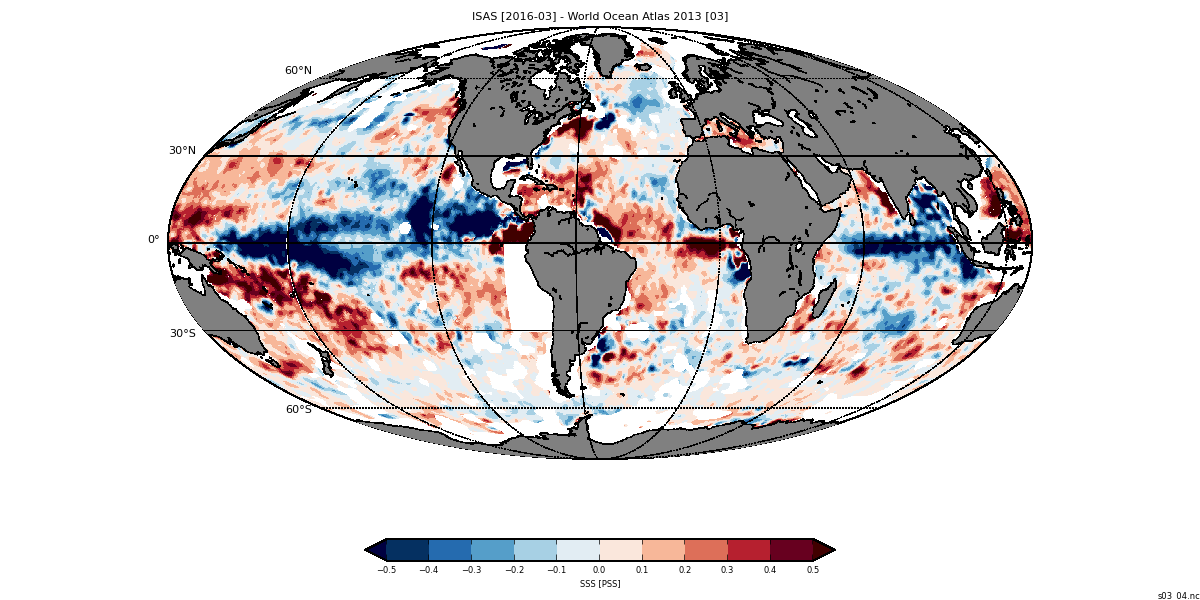 ISAS [2016-03] - World Ocean Atlas 2013 [03]
60°N
30°N
0°
30°S
60°S
−0.5 −0.4 −0.3 −0.2 −0.1 0.0 0.1 0.2 0.3 0.4 0.5
SSS [PSS]
s03_04.nc